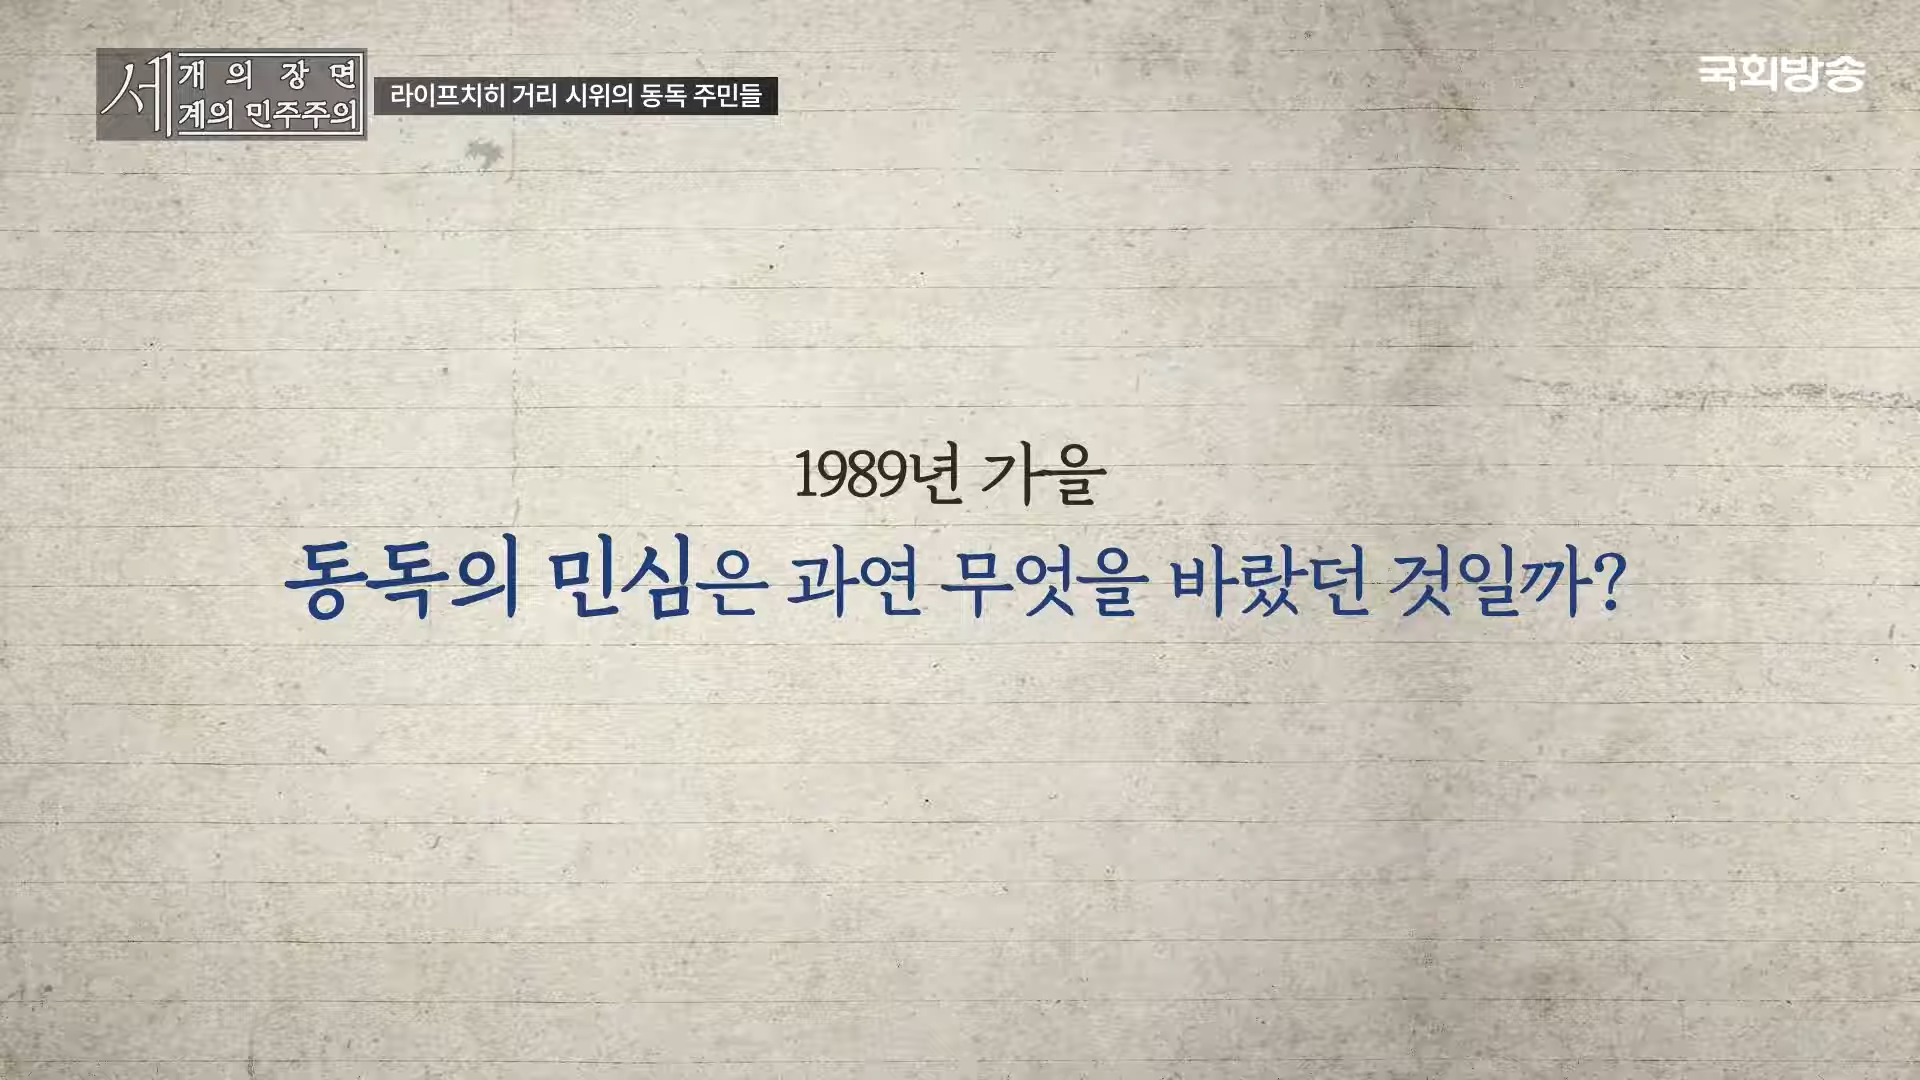 세개의 장면
세계의 민주주의
라이프치히 거리 시위의 동독 주민들
국회방송
1989년 가을
동독의 민심은 과연 무엇을 바랐던 것일까?